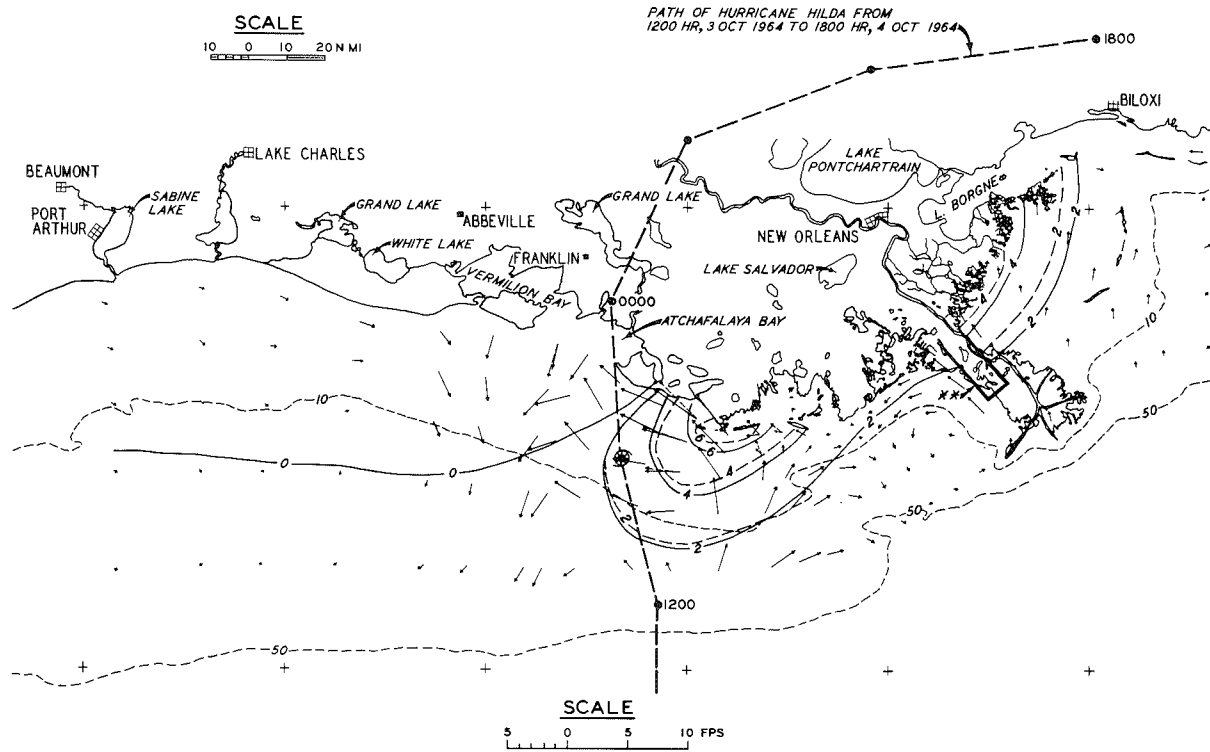 SCALE
10 0 10 20 N MI
PATH OF HURRICANE HILDA FROM
1200 HR, 3 OCT 1964 TO 1800 HR, 4 OCT 1964
1800
BILOXI
LAKE CHARLES
BEAUMONT
SABINE
LAKE
PORT
ARTHUR
GRAND LAKE
ABBEVILLE
WHITE LAKE
FRANKLIN
VERMILION BAY
GRAND LAKE
LAKE
PONTCHARTRAIN
L. BORGNE
NEW ORLEANS
LAKE SALVADOR
0000
ATCHAFALAYA BAY
2
4
4
2
10
50
**
2
10
0
0
6
6
4
4
2
2
50
1200
50
SCALE
5 0 5 10 FPS